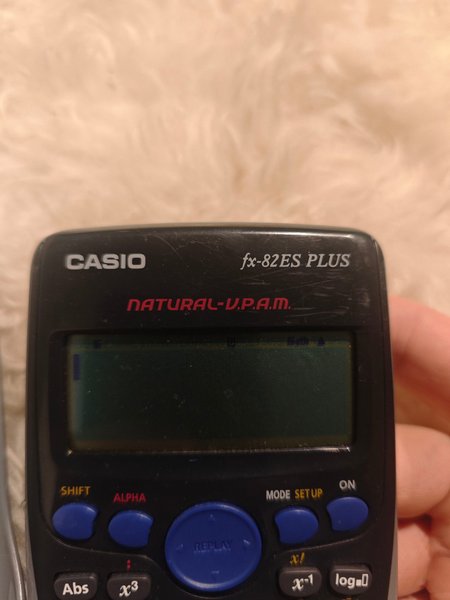 CASIO fx-82ES PLUS
NATURAL-V.P.A.M.
SHIFT ALPHA MODE SETUP ON
REPLAY
: x!
Abs x³ x⁻¹ log▪▯